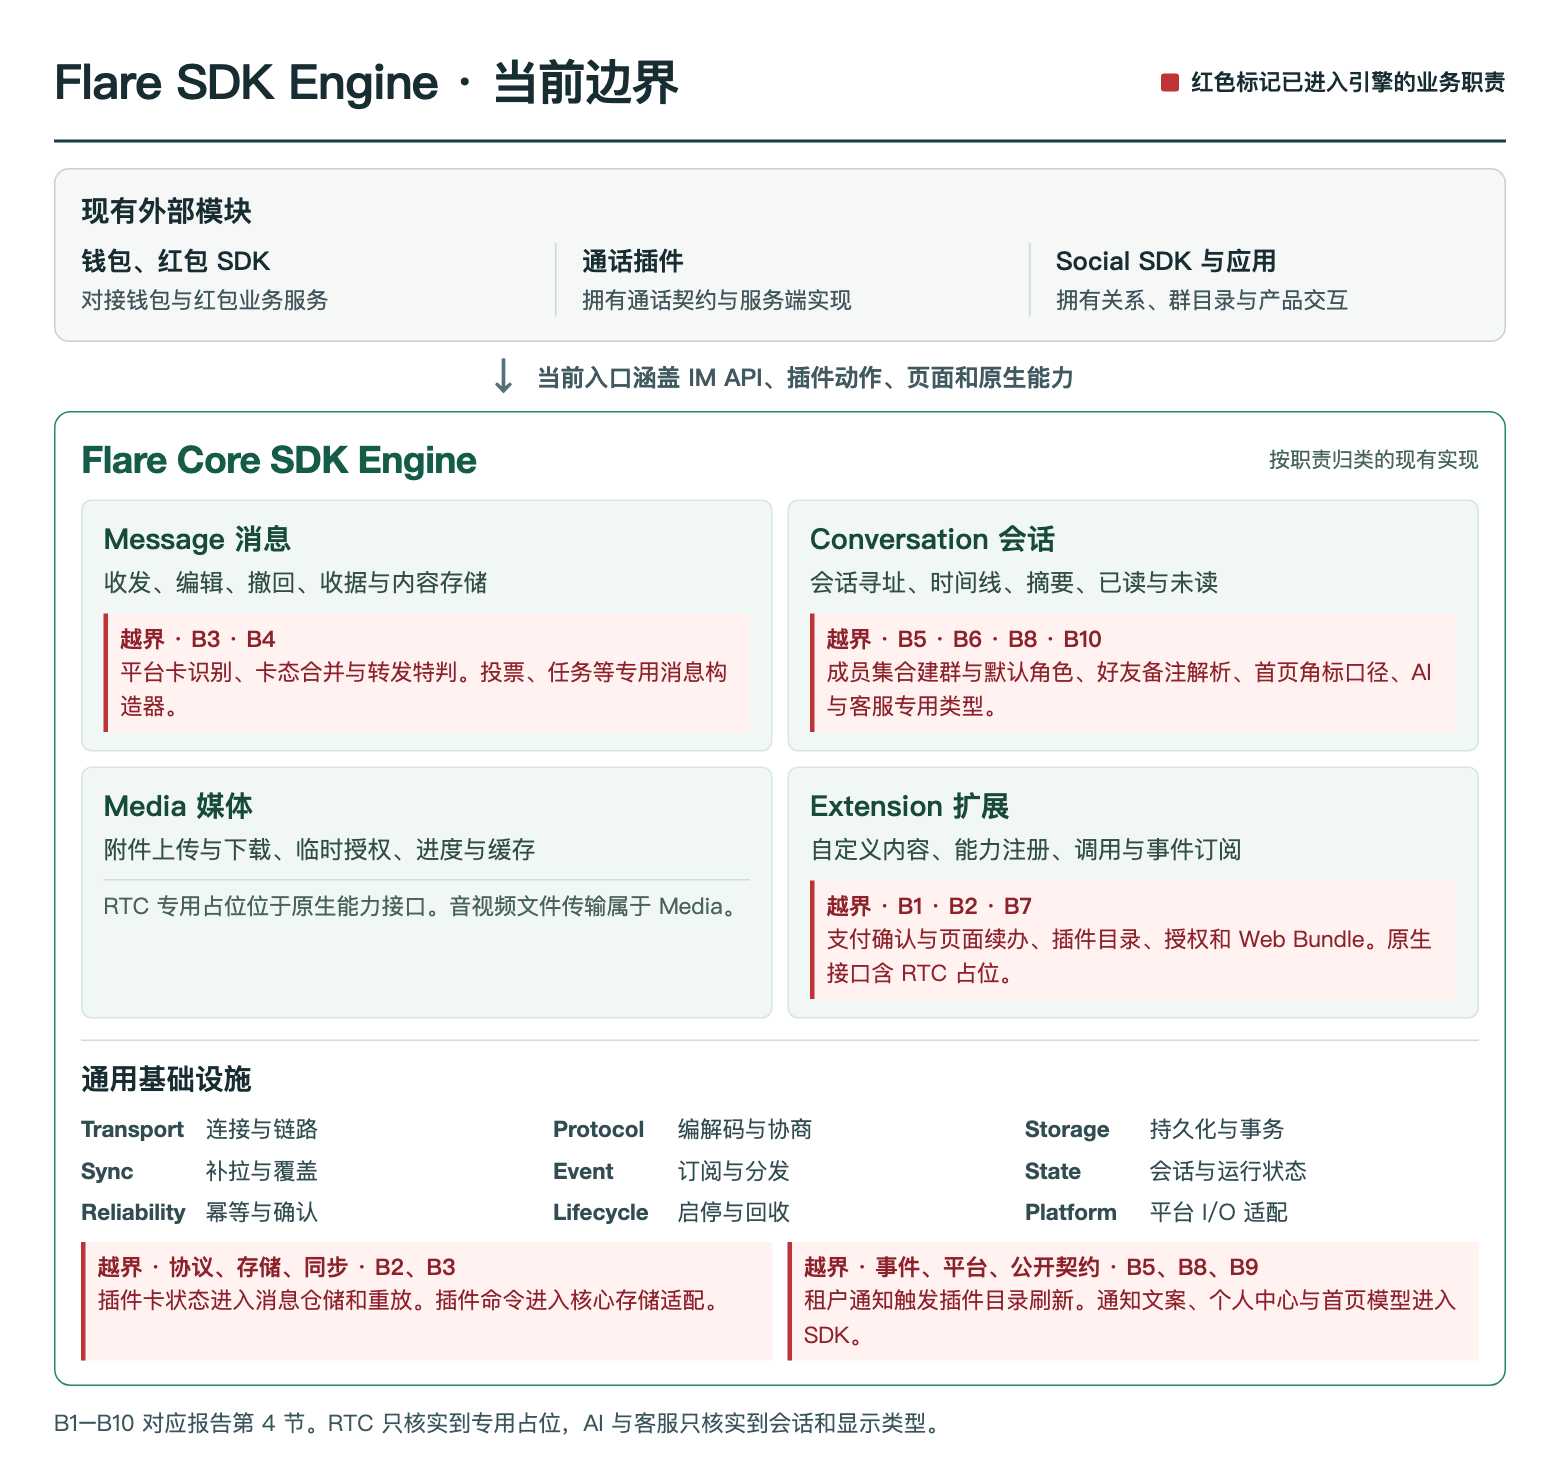 Flare SDK Engine · 当前边界
红色标记已进入引擎的业务职责
现有外部模块
钱包、红包 SDK
对接钱包与红包业务服务
通话插件
拥有通话契约与服务端实现
Social SDK 与应用
拥有关系、群目录与产品交互
↓ 当前入口涵盖 IM API、插件动作、页面和原生能力
Flare Core SDK Engine
按职责归类的现有实现
Message 消息
收发、编辑、撤回、收据与内容存储
越界 · B3 · B4
平台卡识别、卡态合并与转发特判。投票、任务等专用消息构
造器。
Conversation 会话
会话寻址、时间线、摘要、已读与未读
越界 · B5 · B6 · B8 · B10
成员集合建群与默认角色、好友备注解析、首页角标口径、AI
与客服专用类型。
Media 媒体
附件上传与下载、临时授权、进度与缓存
RTC 专用占位位于原生能力接口。音视频文件传输属于 Media。
Extension 扩展
自定义内容、能力注册、调用与事件订阅
越界 · B1 · B2 · B7
支付确认与页面续办、插件目录、授权和 Web Bundle。原生
接口含 RTC 占位。
通用基础设施
Transport 连接与链路
Protocol 编解码与协商
Storage 持久化与事务
Sync 补拉与覆盖
Event 订阅与分发
State 会话与运行状态
Reliability 幂等与确认
Lifecycle 启停与回收
Platform 平台 I/O 适配
越界 · 协议、存储、同步 · B2、B3
插件卡状态进入消息仓储和重放。插件命令进入核心存储适配。
越界 · 事件、平台、公开契约 · B5、B8、B9
租户通知触发插件目录刷新。通知文案、个人中心与首页模型进入
SDK。
B1—B10 对应报告第 4 节。RTC 只核实到专用占位，AI 与客服只核实到会话和显示类型。